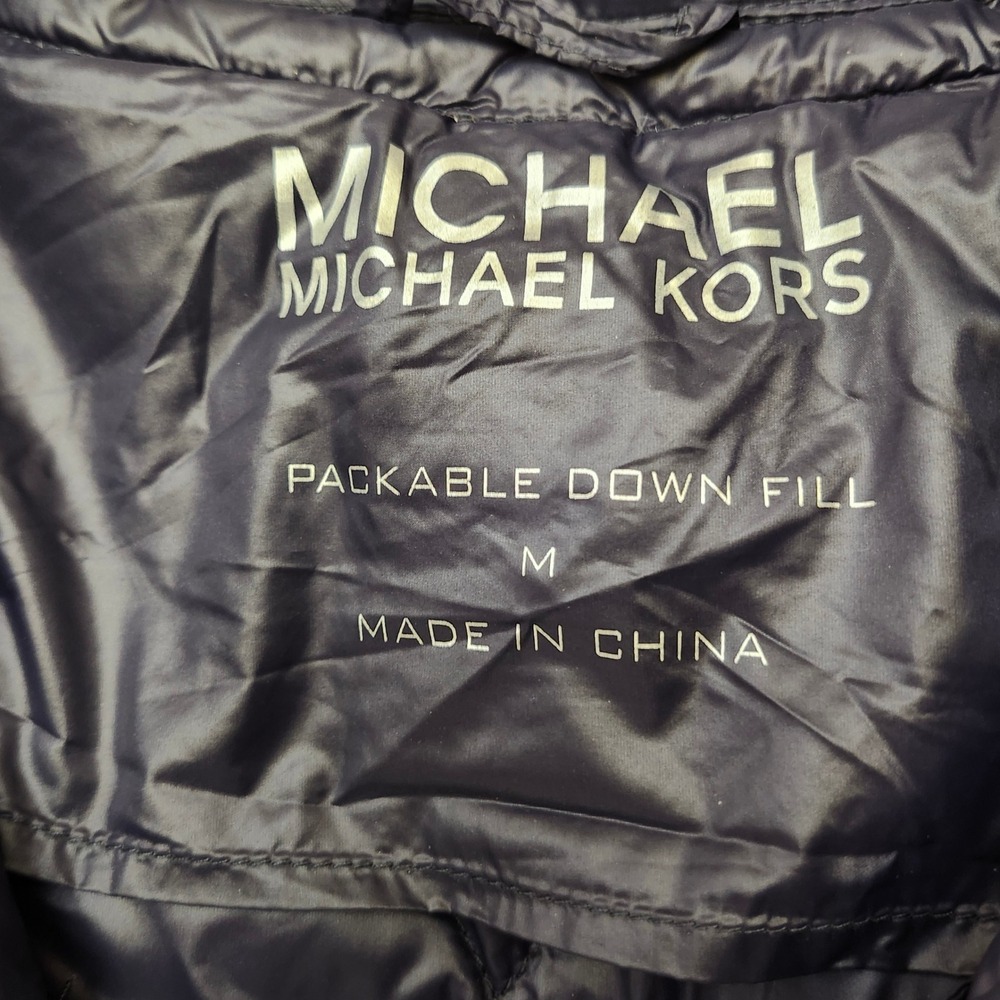 MICHAEL
MICHAEL KORS
PACKABLE DOWN FILL
M
MADE IN CHINA